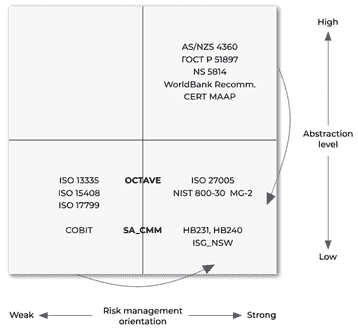 High
AS/NZS 4360
ГОСТ Р 51897
NS 5814
WorldBank Recomm.
CERT MAAP
Abstraction
level
ISO 13335 OCTAVE ISO 27005
ISO 15408 NIST 800-30 MG-2
ISO 17799
COBIT SA_CMM HB231, HB240
ISG_NSW
Low
Weak Risk management Strong
orientation